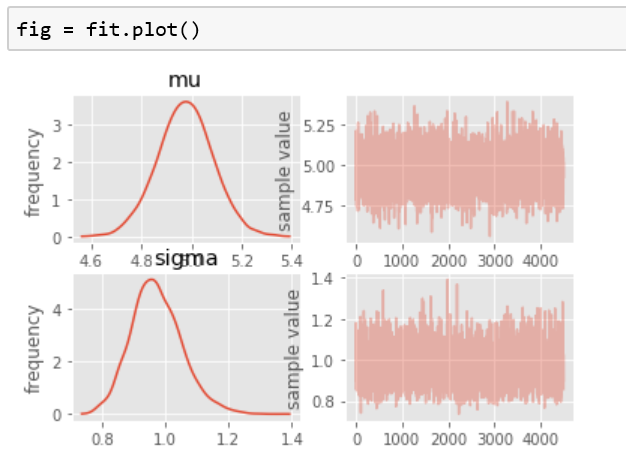 fig = fit.plot()
mu
frequency
3
2
1
0
4.6 4.8 5.0 5.2 5.4
sample value
5.25
5.00
4.75
0 1000 2000 3000 4000
sigma
frequency
4
2
0
0.8 1.0 1.2 1.4
sample value
1.4
1.2
1.0
0.8
0 1000 2000 3000 4000